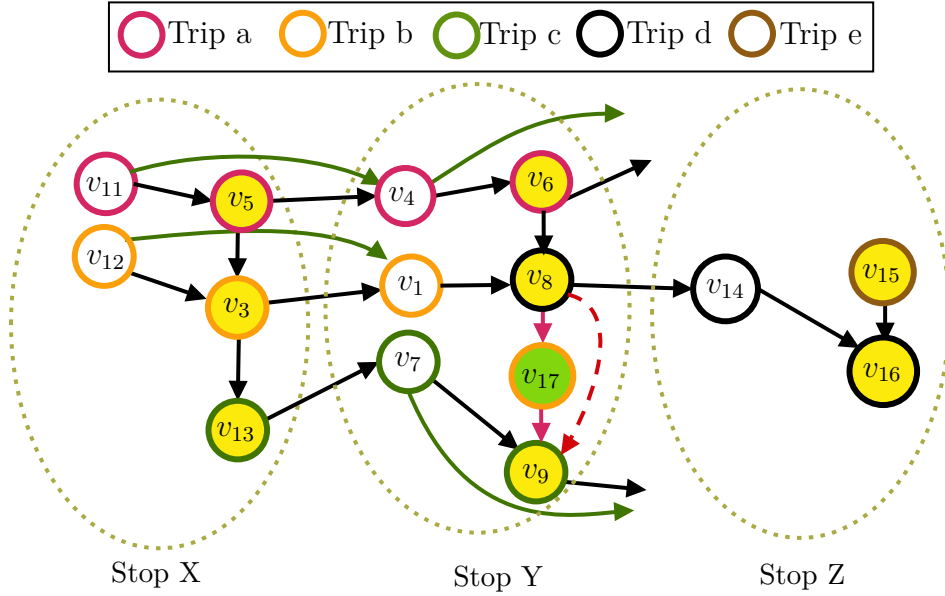 Trip a Trip b Trip c Trip d Trip e
v11 v5 v4 v6
v12 v3 v1 v8 v14 v15
v13 v7 v17 v16
v9
Stop X Stop Y Stop Z